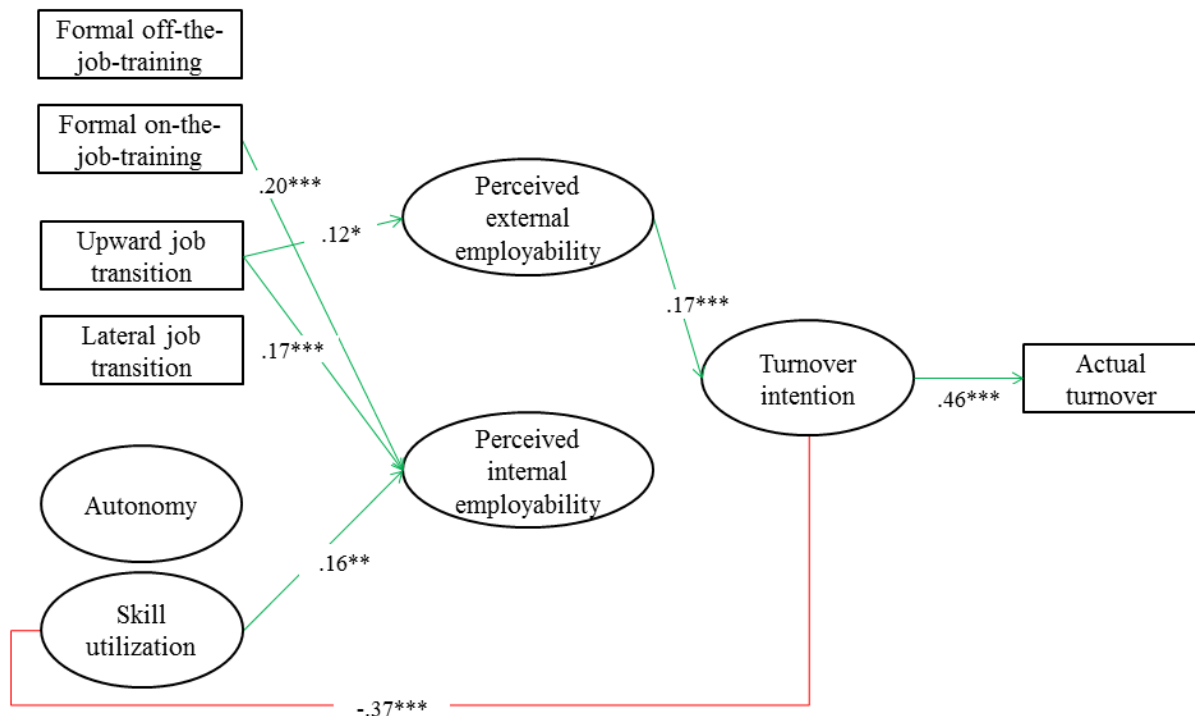 Formal off-the-
job-training
Formal on-the-
job-training
.20***
Perceived
external
employability
Upward job
transition
.12*
.17***
Lateral job
transition
.17***
Turnover
intention
.46***
Actual
turnover
Perceived
internal
employability
Autonomy
.16**
Skill
utilization
-.37***